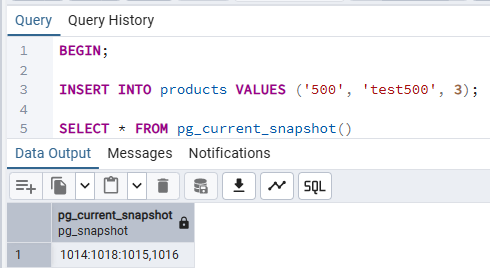 Query Query History
1 BEGIN;
2
3 INSERT INTO products VALUES ('500', 'test500', 3);
4
5 SELECT * FROM pg_current_snapshot()
Data Output Messages Notifications
SQL
pg_current_snapshot
pg_snapshot
1 1014:1018:1015,1016